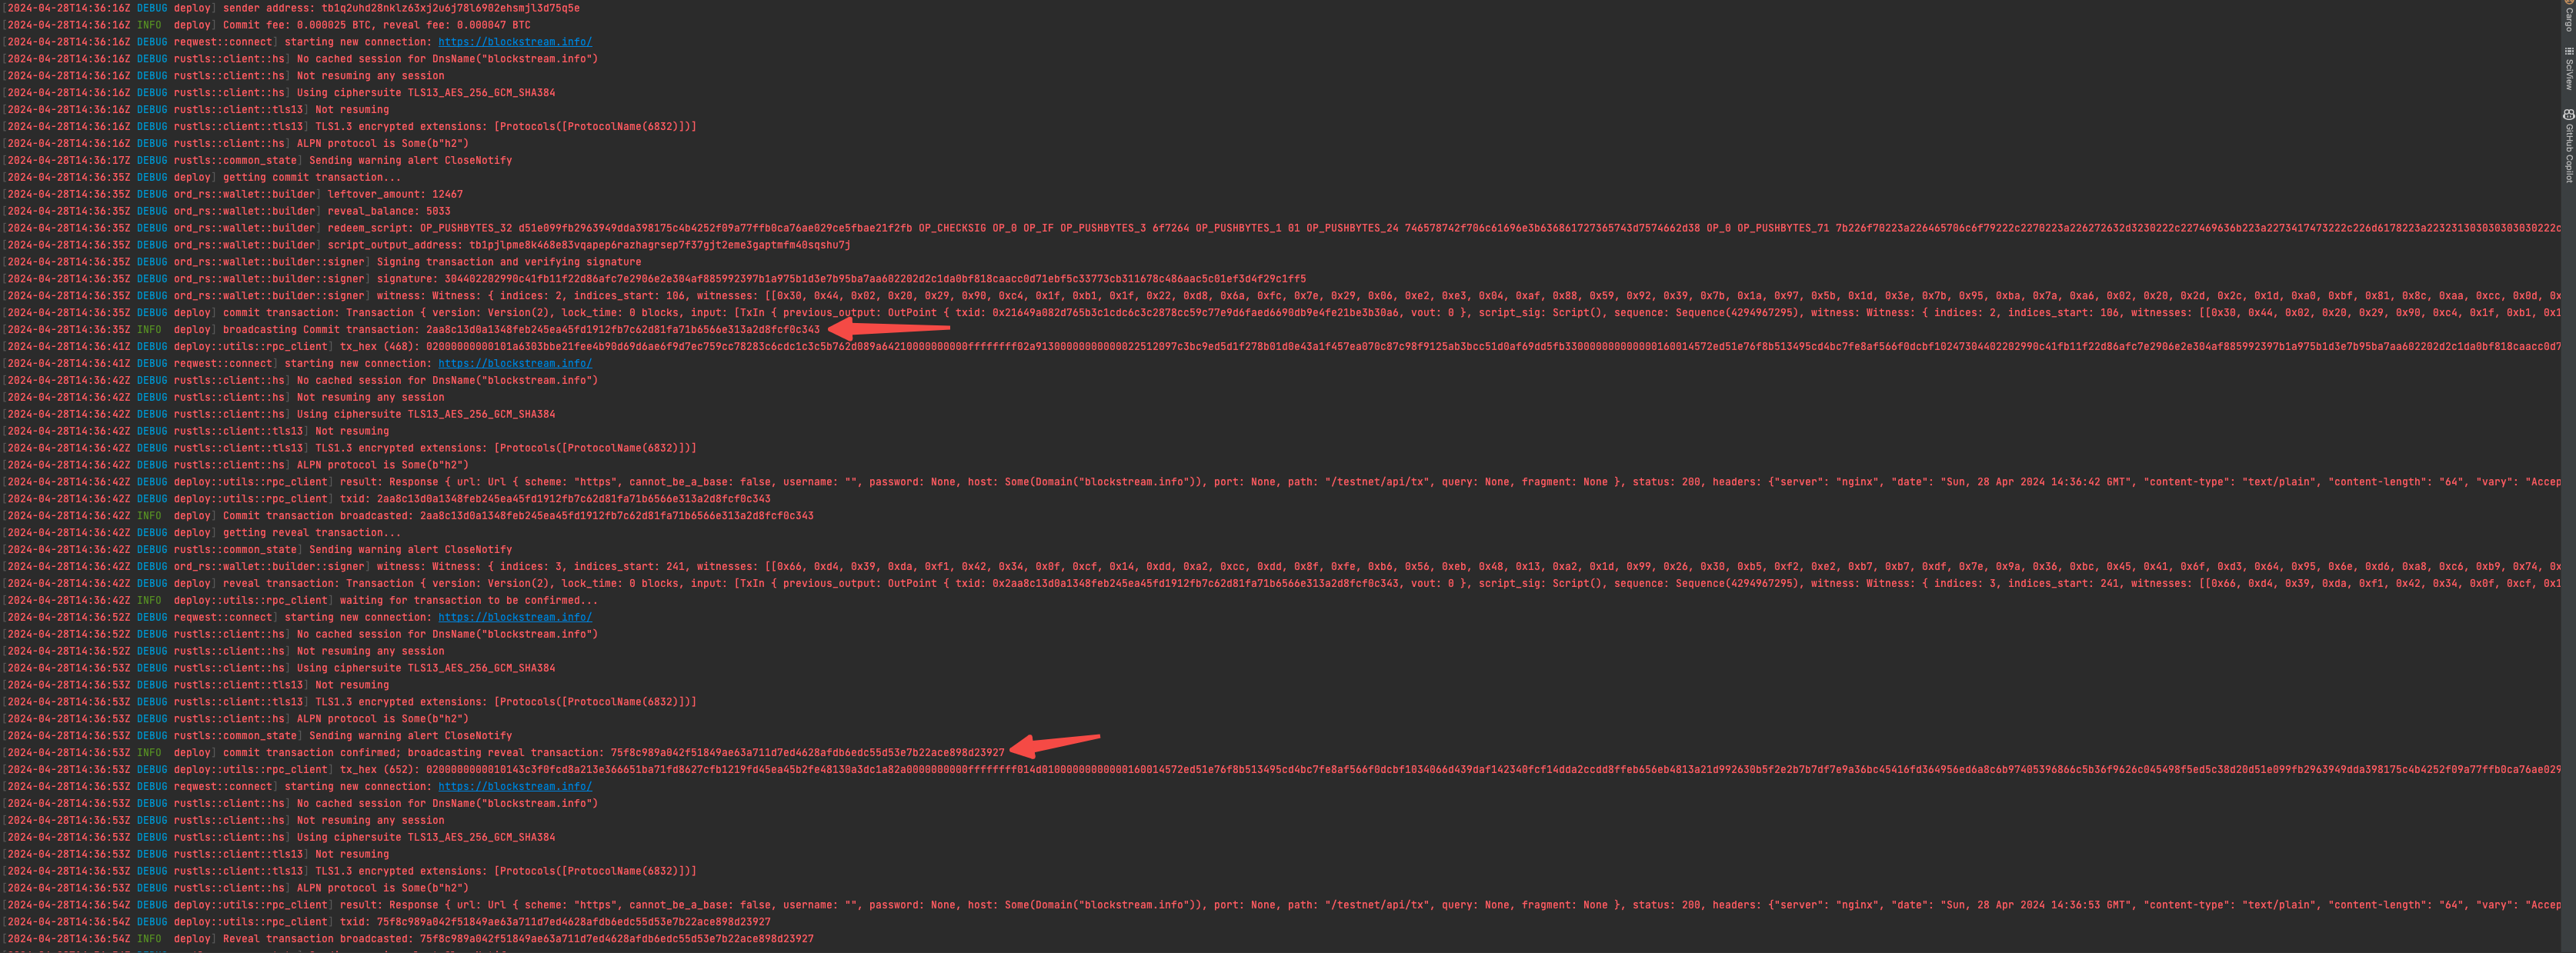 [2024-04-28T14:36:16Z DEBUG deploy] sender address: tb1q2uhd28nklz63xj2u6j78l6902ehsmjl3d75q5e
[2024-04-28T14:36:16Z INFO  deploy] Commit fee: 0.000025 BTC, reveal fee: 0.000047 BTC
[2024-04-28T14:36:16Z DEBUG reqwest::connect] starting new connection: https://blockstream.info/
[2024-04-28T14:36:16Z DEBUG rustls::client::hs] No cached session for DnsName("blockstream.info")
[2024-04-28T14:36:16Z DEBUG rustls::client::hs] Not resuming any session
[2024-04-28T14:36:16Z DEBUG rustls::client::hs] Using ciphersuite TLS13_AES_256_GCM_SHA384
[2024-04-28T14:36:16Z DEBUG rustls::client::tls13] Not resuming
[2024-04-28T14:36:16Z DEBUG rustls::client::tls13] TLS1.3 encrypted extensions: [Protocols([ProtocolName(6832)])]
[2024-04-28T14:36:16Z DEBUG rustls::client::hs] ALPN protocol is Some(b"h2")
[2024-04-28T14:36:17Z DEBUG rustls::common_state] Sending warning alert CloseNotify
[2024-04-28T14:36:35Z DEBUG deploy] getting commit transaction...
[2024-04-28T14:36:35Z DEBUG ord_rs::wallet::builder] leftover_amount: 12467
[2024-04-28T14:36:35Z DEBUG ord_rs::wallet::builder] reveal_balance: 5033
[2024-04-28T14:36:35Z DEBUG ord_rs::wallet::builder] redeem_script: OP_PUSHBYTES_32 d51e099fb2963949dda398175c4b4252f09a77ffb0ca76ae029ce5fbae21f2fb OP_CHECKSIG OP_0 OP_IF OP_PUSHBYTES_3 6f7264 OP_PUSHBYTES_1 01 OP_PUSHBYTES_24 746578742f706c61696e3b636861727365743d7574662d38 OP_0 OP_PUSHBYTES_71
[2024-04-28T14:36:35Z DEBUG ord_rs::wallet::builder] script_output_address: tb1pjlpme8k468e83vqapep6razhagrsep7f37gjt2eme3gaptmfm40sqshu7j
[2024-04-28T14:36:35Z DEBUG ord_rs::wallet::builder::signer] Signing transaction and verifying signature
[2024-04-28T14:36:35Z DEBUG ord_rs::wallet::builder::signer] signature: 304402202990c41fb11f22d86afc7e2906e2e304af885992397b1a975b1d3e7b95ba7aa602202d2c1da0bf818caacc0d71ebf5c33773cb311678c486aac5c01ef3d4f29c1ff5
[2024-04-28T14:36:35Z DEBUG ord_rs::wallet::builder::signer] witness: Witness: { indices: 2, indices_start: 106, witnesses: [[0x30, 0x44, 0x02, 0x20, 0x29, 0x90, 0xc4, 0x1f, 0xb1, 0x1f, 0x22, 0xd8, 0x6a, 0xfc, 0x7e, 0x29, 0x06, 0xe2, 0xe3, 0x04, 0xaf, 0x88, 0x59, 0x92, 0x39, 0x7b, 0x1a, 0x97, 0x5b, 0x1d, 0x3e, 0x7b, 0x95, 0xba, 0x7a, 0xa6, 0x02, 0x20, 0x2d, 0x2c, 0x1d, 0xa0, 0xbf, 0x81, 0x8c, 0xaa, 0xcc, 0x0d,
[2024-04-28T14:36:35Z DEBUG deploy] commit transaction: Transaction { version: Version(2), lock_time: 0 blocks, input: [TxIn { previous_output: OutPoint { txid: 0x21649a082d765b3c1cdc6c3c2878cc59c77e9d6faed6690db9e4fe21be3b30a6, vout: 0 }, script_sig: Script(), sequence: Sequence(4294967295), witness: Witness: { indices: 2, indices_start: 106, witnesses: [[0x30, 0x44, 0x02, 0x20, 0x29, 0x90, 0xc4, 0x1f, 0xb1,
[2024-04-28T14:36:35Z INFO  deploy] broadcasting Commit transaction: 2aa8c13d0a1348feb245ea45fd1912fb7c62d81fa71b6566e313a2d8fcf0c343
[2024-04-28T14:36:41Z DEBUG deploy::utils::rpc_client] tx_hex (468):
[2024-04-28T14:36:41Z DEBUG reqwest::connect] starting new connection: https://blockstream.info/
[2024-04-28T14:36:42Z DEBUG rustls::client::hs] No cached session for DnsName("blockstream.info")
[2024-04-28T14:36:42Z DEBUG rustls::client::hs] Not resuming any session
[2024-04-28T14:36:42Z DEBUG rustls::client::hs] Using ciphersuite TLS13_AES_256_GCM_SHA384
[2024-04-28T14:36:42Z DEBUG rustls::client::tls13] Not resuming
[2024-04-28T14:36:42Z DEBUG rustls::client::tls13] TLS1.3 encrypted extensions: [Protocols([ProtocolName(6832)])]
[2024-04-28T14:36:42Z DEBUG rustls::client::hs] ALPN protocol is Some(b"h2")
[2024-04-28T14:36:42Z DEBUG deploy::utils::rpc_client] result: Response { url: Url { scheme: "https", cannot_be_a_base: false, username: "", password: None, host: Some(Domain("blockstream.info")), port: None, path: "/testnet/api/tx", query: None, fragment: None }, status: 200, headers: {"server": "nginx", "date": "Sun, 28 Apr 2024 14:36:42 GMT", "content-type": "text/plain", "content-length": "64", "vary": "Accep
[2024-04-28T14:36:42Z DEBUG deploy::utils::rpc_client] txid: 2aa8c13d0a1348feb245ea45fd1912fb7c62d81fa71b6566e313a2d8fcf0c343
[2024-04-28T14:36:42Z INFO  deploy] Commit transaction broadcasted: 2aa8c13d0a1348feb245ea45fd1912fb7c62d81fa71b6566e313a2d8fcf0c343
[2024-04-28T14:36:42Z DEBUG deploy] getting reveal transaction...
[2024-04-28T14:36:42Z DEBUG rustls::common_state] Sending warning alert CloseNotify
[2024-04-28T14:36:42Z DEBUG ord_rs::wallet::builder::signer] witness: Witness: { indices: 3, indices_start: 241, witnesses: [[0x66, 0xd4, 0x39, 0xda, 0xf1, 0x42, 0x34, 0x0f, 0xcf, 0x14, 0xdd, 0xa2, 0xcc, 0xdd, 0x8f, 0xfe, 0xb6, 0x56, 0xeb, 0x48, 0x13, 0xa2, 0x1d, 0x99, 0x26, 0x30, 0xb5, 0xf2, 0xe2, 0xb7, 0xb7, 0xdf, 0x7e, 0x9a, 0x36, 0xbc, 0x45, 0x41, 0x6f, 0xd3, 0x64, 0x95, 0x6e, 0xd6, 0xa8, 0xc6, 0xb9, 0x74,
[2024-04-28T14:36:42Z DEBUG deploy] reveal transaction: Transaction { version: Version(2), lock_time: 0 blocks, input: [TxIn { previous_output: OutPoint { txid: 0x2aa8c13d0a1348feb245ea45fd1912fb7c62d81fa71b6566e313a2d8fcf0c343, vout: 0 }, script_sig: Script(), sequence: Sequence(4294967295), witness: Witness: { indices: 3, indices_start: 241, witnesses: [[0x66, 0xd4, 0x39, 0xda, 0xf1, 0x42, 0x34, 0x0f, 0xcf,
[2024-04-28T14:36:42Z INFO  deploy::utils::rpc_client] waiting for transaction to be confirmed...
[2024-04-28T14:36:52Z DEBUG reqwest::connect] starting new connection: https://blockstream.info/
[2024-04-28T14:36:52Z DEBUG rustls::client::hs] No cached session for DnsName("blockstream.info")
[2024-04-28T14:36:52Z DEBUG rustls::client::hs] Not resuming any session
[2024-04-28T14:36:53Z DEBUG rustls::client::hs] Using ciphersuite TLS13_AES_256_GCM_SHA384
[2024-04-28T14:36:53Z DEBUG rustls::client::tls13] Not resuming
[2024-04-28T14:36:53Z DEBUG rustls::client::tls13] TLS1.3 encrypted extensions: [Protocols([ProtocolName(6832)])]
[2024-04-28T14:36:53Z DEBUG rustls::client::hs] ALPN protocol is Some(b"h2")
[2024-04-28T14:36:53Z DEBUG rustls::common_state] Sending warning alert CloseNotify
[2024-04-28T14:36:53Z INFO  deploy] commit transaction confirmed; broadcasting reveal transaction: 75f8c989a042f51849ae63a711d7ed4628afdb6edc55d53e7b22ace898d23927
[2024-04-28T14:36:53Z DEBUG deploy::utils::rpc_client] tx_hex (652):
[2024-04-28T14:36:53Z DEBUG reqwest::connect] starting new connection: https://blockstream.info/
[2024-04-28T14:36:53Z DEBUG rustls::client::hs] No cached session for DnsName("blockstream.info")
[2024-04-28T14:36:53Z DEBUG rustls::client::hs] Not resuming any session
[2024-04-28T14:36:53Z DEBUG rustls::client::hs] Using ciphersuite TLS13_AES_256_GCM_SHA384
[2024-04-28T14:36:53Z DEBUG rustls::client::tls13] Not resuming
[2024-04-28T14:36:53Z DEBUG rustls::client::tls13] TLS1.3 encrypted extensions: [Protocols([ProtocolName(6832)])]
[2024-04-28T14:36:53Z DEBUG rustls::client::hs] ALPN protocol is Some(b"h2")
[2024-04-28T14:36:54Z DEBUG deploy::utils::rpc_client] result: Response { url: Url { scheme: "https", cannot_be_a_base: false, username: "", password: None, host: Some(Domain("blockstream.info")), port: None, path: "/testnet/api/tx", query: None, fragment: None }, status: 200, headers: {"server": "nginx", "date": "Sun, 28 Apr 2024 14:36:53 GMT", "content-type": "text/plain", "content-length": "64", "vary": "Accep
[2024-04-28T14:36:54Z DEBUG deploy::utils::rpc_client] txid: 75f8c989a042f51849ae63a711d7ed4628afdb6edc55d53e7b22ace898d23927
[2024-04-28T14:36:54Z INFO  deploy] Reveal transaction broadcasted: 75f8c989a042f51849ae63a711d7ed4628afdb6edc55d53e7b22ace898d23927
Cargo
SciView
GitHub Copilot